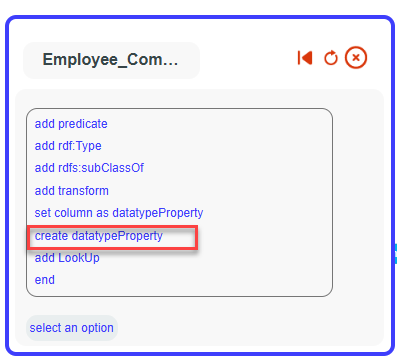 Employee_Com...
add predicate
add rdf:Type
add rdfs:subClassOf
add transform
set column as datatypeProperty
create datatypeProperty
add LookUp
end
select an option